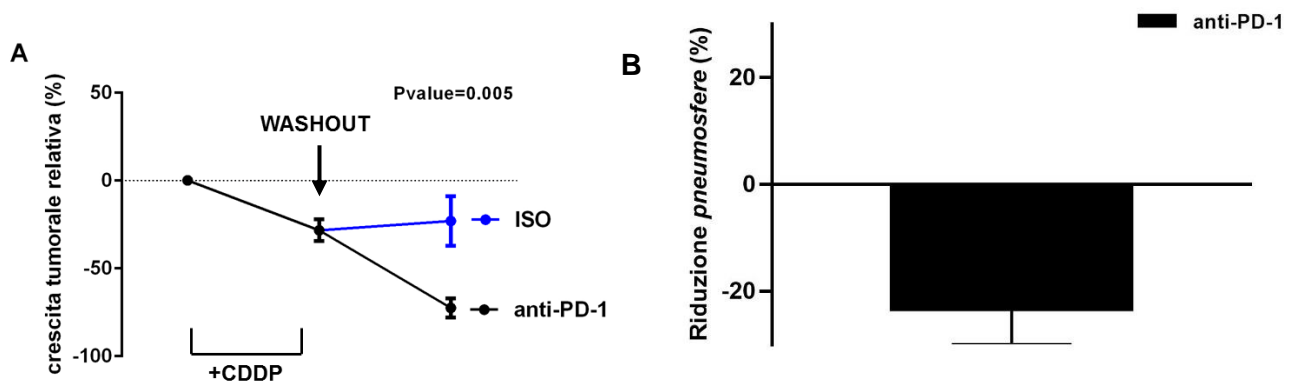 A
crescita tumorale relativa (%)
50
0
-50
-100
Pvalue=0.005
WASHOUT
ISO
anti-PD-1
+CDDP
B
Riduzione pneumosfere (%)
20
0
-20
anti-PD-1